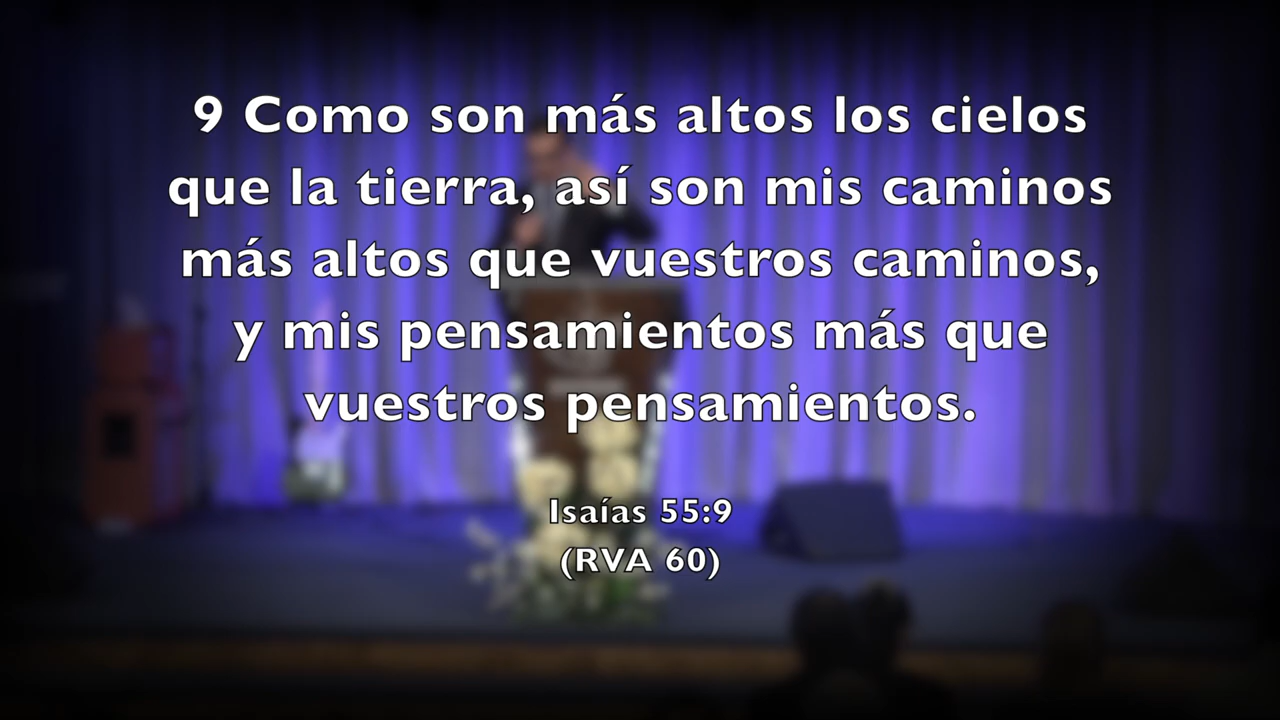 9 Como son más altos los cielos
que la tierra, así son mis caminos
más altos que vuestros caminos,
y mis pensamientos más que
vuestros pensamientos.
Isaías 55:9
(RVA 60)